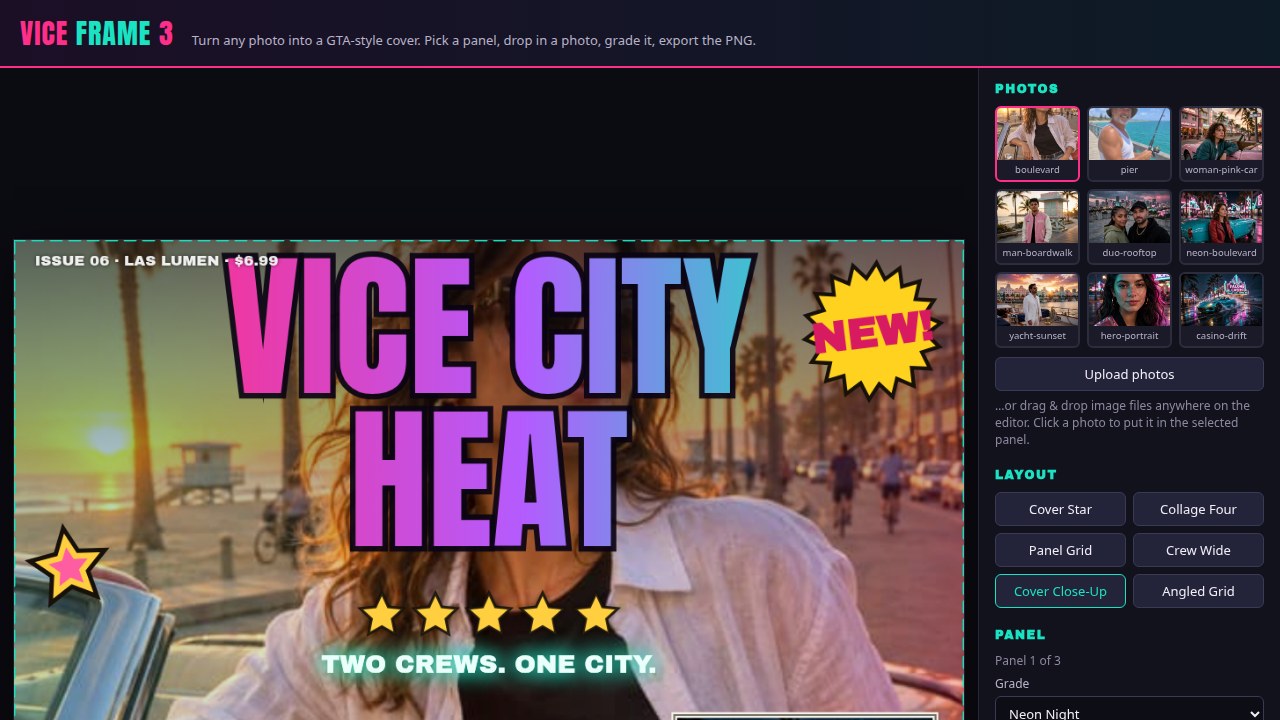 VICE FRAME 3
Turn any photo into a GTA-style cover. Pick a panel, drop in a photo, grade it, export the PNG.
ISSUE 06 · LAS LUMEN · $6.99
VICE CITY
HEAT
NEW!
TWO CREWS. ONE CITY.
PHOTOS
boulevard
pier
woman-pink-car
man-boardwalk
duo-rooftop
neon-boulevard
yacht-sunset
hero-portrait
casino-drift
Upload photos
...or drag & drop image files anywhere on the
editor. Click a photo to put it in the selected
panel.
LAYOUT
Cover Star
Collage Four
Panel Grid
Crew Wide
Cover Close-Up
Angled Grid
PANEL
Panel 1 of 3
Grade
Neon Night